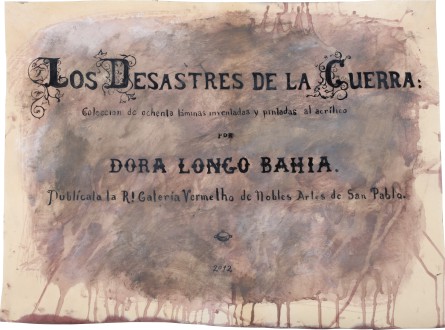 Los Desastres de la Guerra:
Coleccion de ochenta láminas inventadas y pintadas al acrílico
POR
DORA LONGO BAHIA.
Publícala la Rl Galería Vermelho de Nobles Artes de San Pablo.
2012